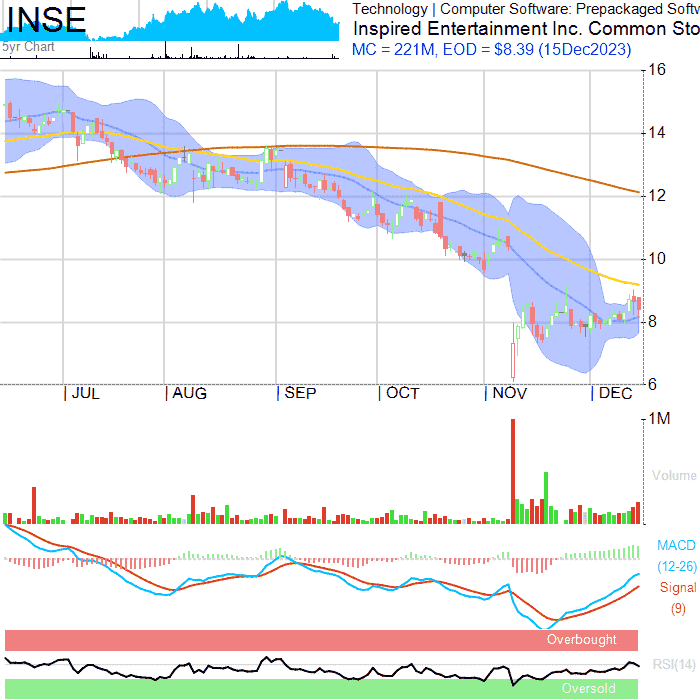 INSE
5yr Chart
Technology | Computer Software: Prepackaged Softw
Inspired Entertainment Inc. Common Sto
MC = 221M, EOD = $8.39 (15Dec2023)
16
14
12
10
8
6
| JUL | AUG | SEP | OCT | NOV | DEC
1M
Volume
MACD
(12-26)
Signal
(9)
Overbought
RSI(14)
Oversold